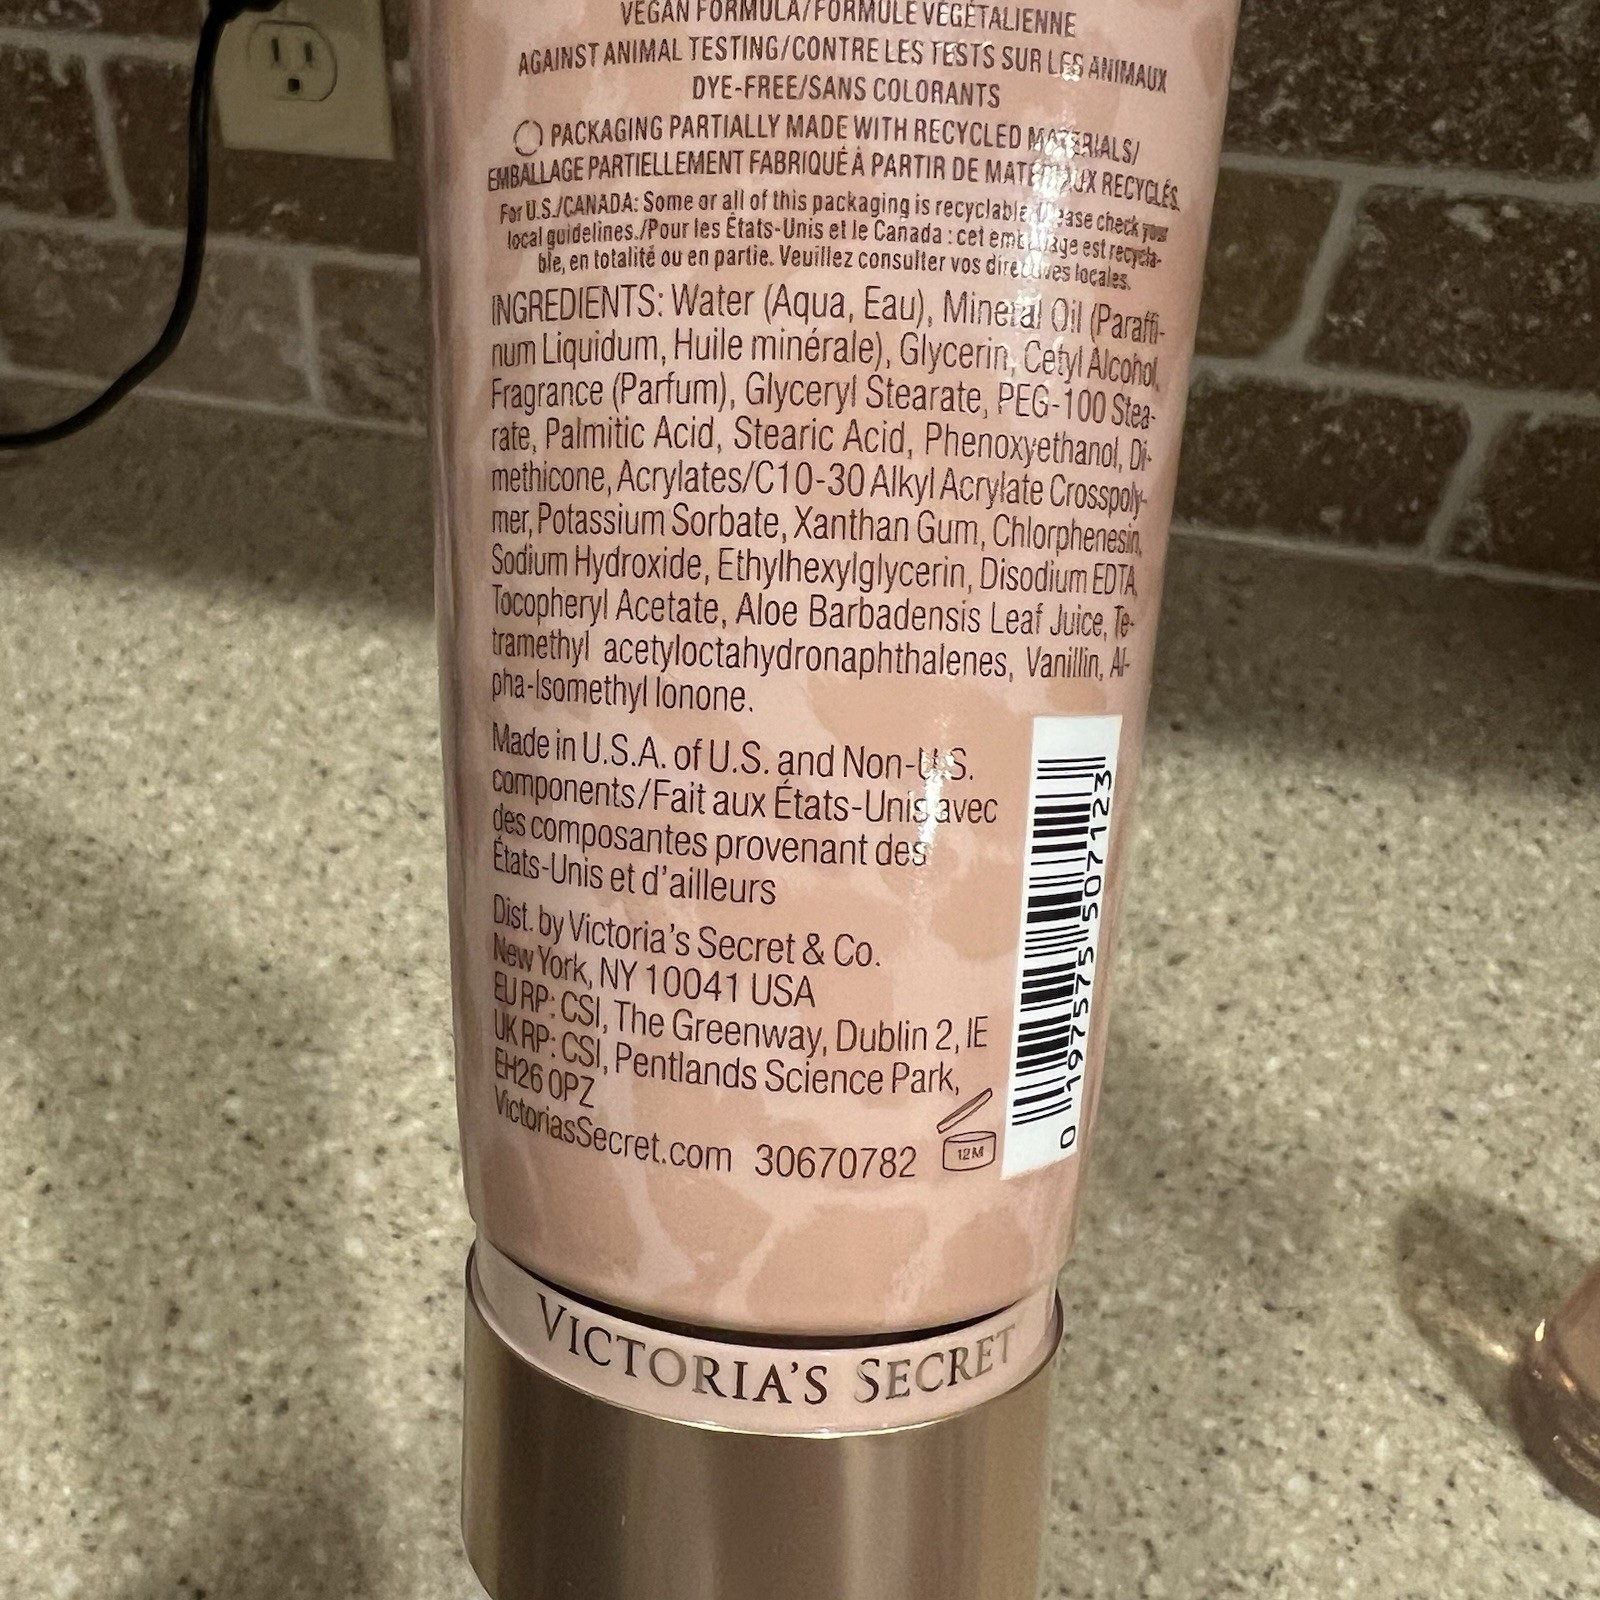 VEGAN FORMULA/FORMULE VÉGÉTALIENNE
AGAINST ANIMAL TESTING/CONTRE LES TESTS SUR LES ANIMAUX
DYE-FREE/SANS COLORANTS
PACKAGING PARTIALLY MADE WITH RECYCLED MATERIALS/
EMBALLAGE PARTIELLEMENT FABRIQUÉ À PARTIR DE MATÉRIAUX RECYCLÉS.
For U.S./CANADA: Some or all of this packaging is recyclable. Please check your
local guidelines./Pour les États-Unis et le Canada : cet emballage est recycla-
ble, en totalité ou en partie. Veuillez consulter vos directives locales.
INGREDIENTS: Water (Aqua, Eau), Mineral Oil (Paraffi-
num Liquidum, Huile minérale), Glycerin, Cetyl Alcohol,
Fragrance (Parfum), Glyceryl Stearate, PEG-100 Stea-
rate, Palmitic Acid, Stearic Acid, Phenoxyethanol, Di-
methicone, Acrylates/C10-30 Alkyl Acrylate Crosspoly-
mer, Potassium Sorbate, Xanthan Gum, Chlorphenesin,
Sodium Hydroxide, Ethylhexylglycerin, Disodium EDTA,
Tocopheryl Acetate, Aloe Barbadensis Leaf Juice, Te-
tramethyl acetyloctahydronaphthalenes, Vanillin, Al-
pha-Isomethyl Ionone.
Made in U.S.A. of U.S. and Non-U.S.
components/Fait aux États-Unis avec
des composantes provenant des
États-Unis et d'ailleurs
Dist. by Victoria's Secret & Co.
New York, NY 10041 USA
EU RP: CSI, The Greenway, Dublin 2, IE
UK RP: CSI, Pentlands Science Park,
EH26 0PZ
VictoriasSecret.com 30670782
12 M
0 197575 507123
VICTORIA'S SECRET